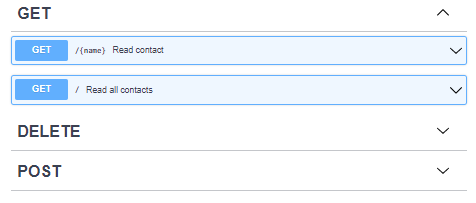 GET
GET /{name} Read contact
GET / Read all contacts
DELETE
POST